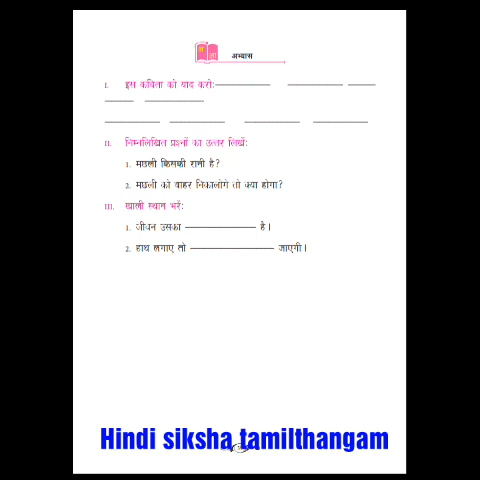 अभ्यास
I. इस कविता को याद करो:
II. निम्नलिखित प्रश्नों का उत्तर लिखें:
1. मछली किसकी रानी है?
2. मछली को बाहर निकालोगे तो क्या होगा?
III. खाली स्थान भरें:
1. जीवन उसका ———— है।
2. हाथ लगाए तो ———— जाएगी।
Hindi siksha tamilthangam